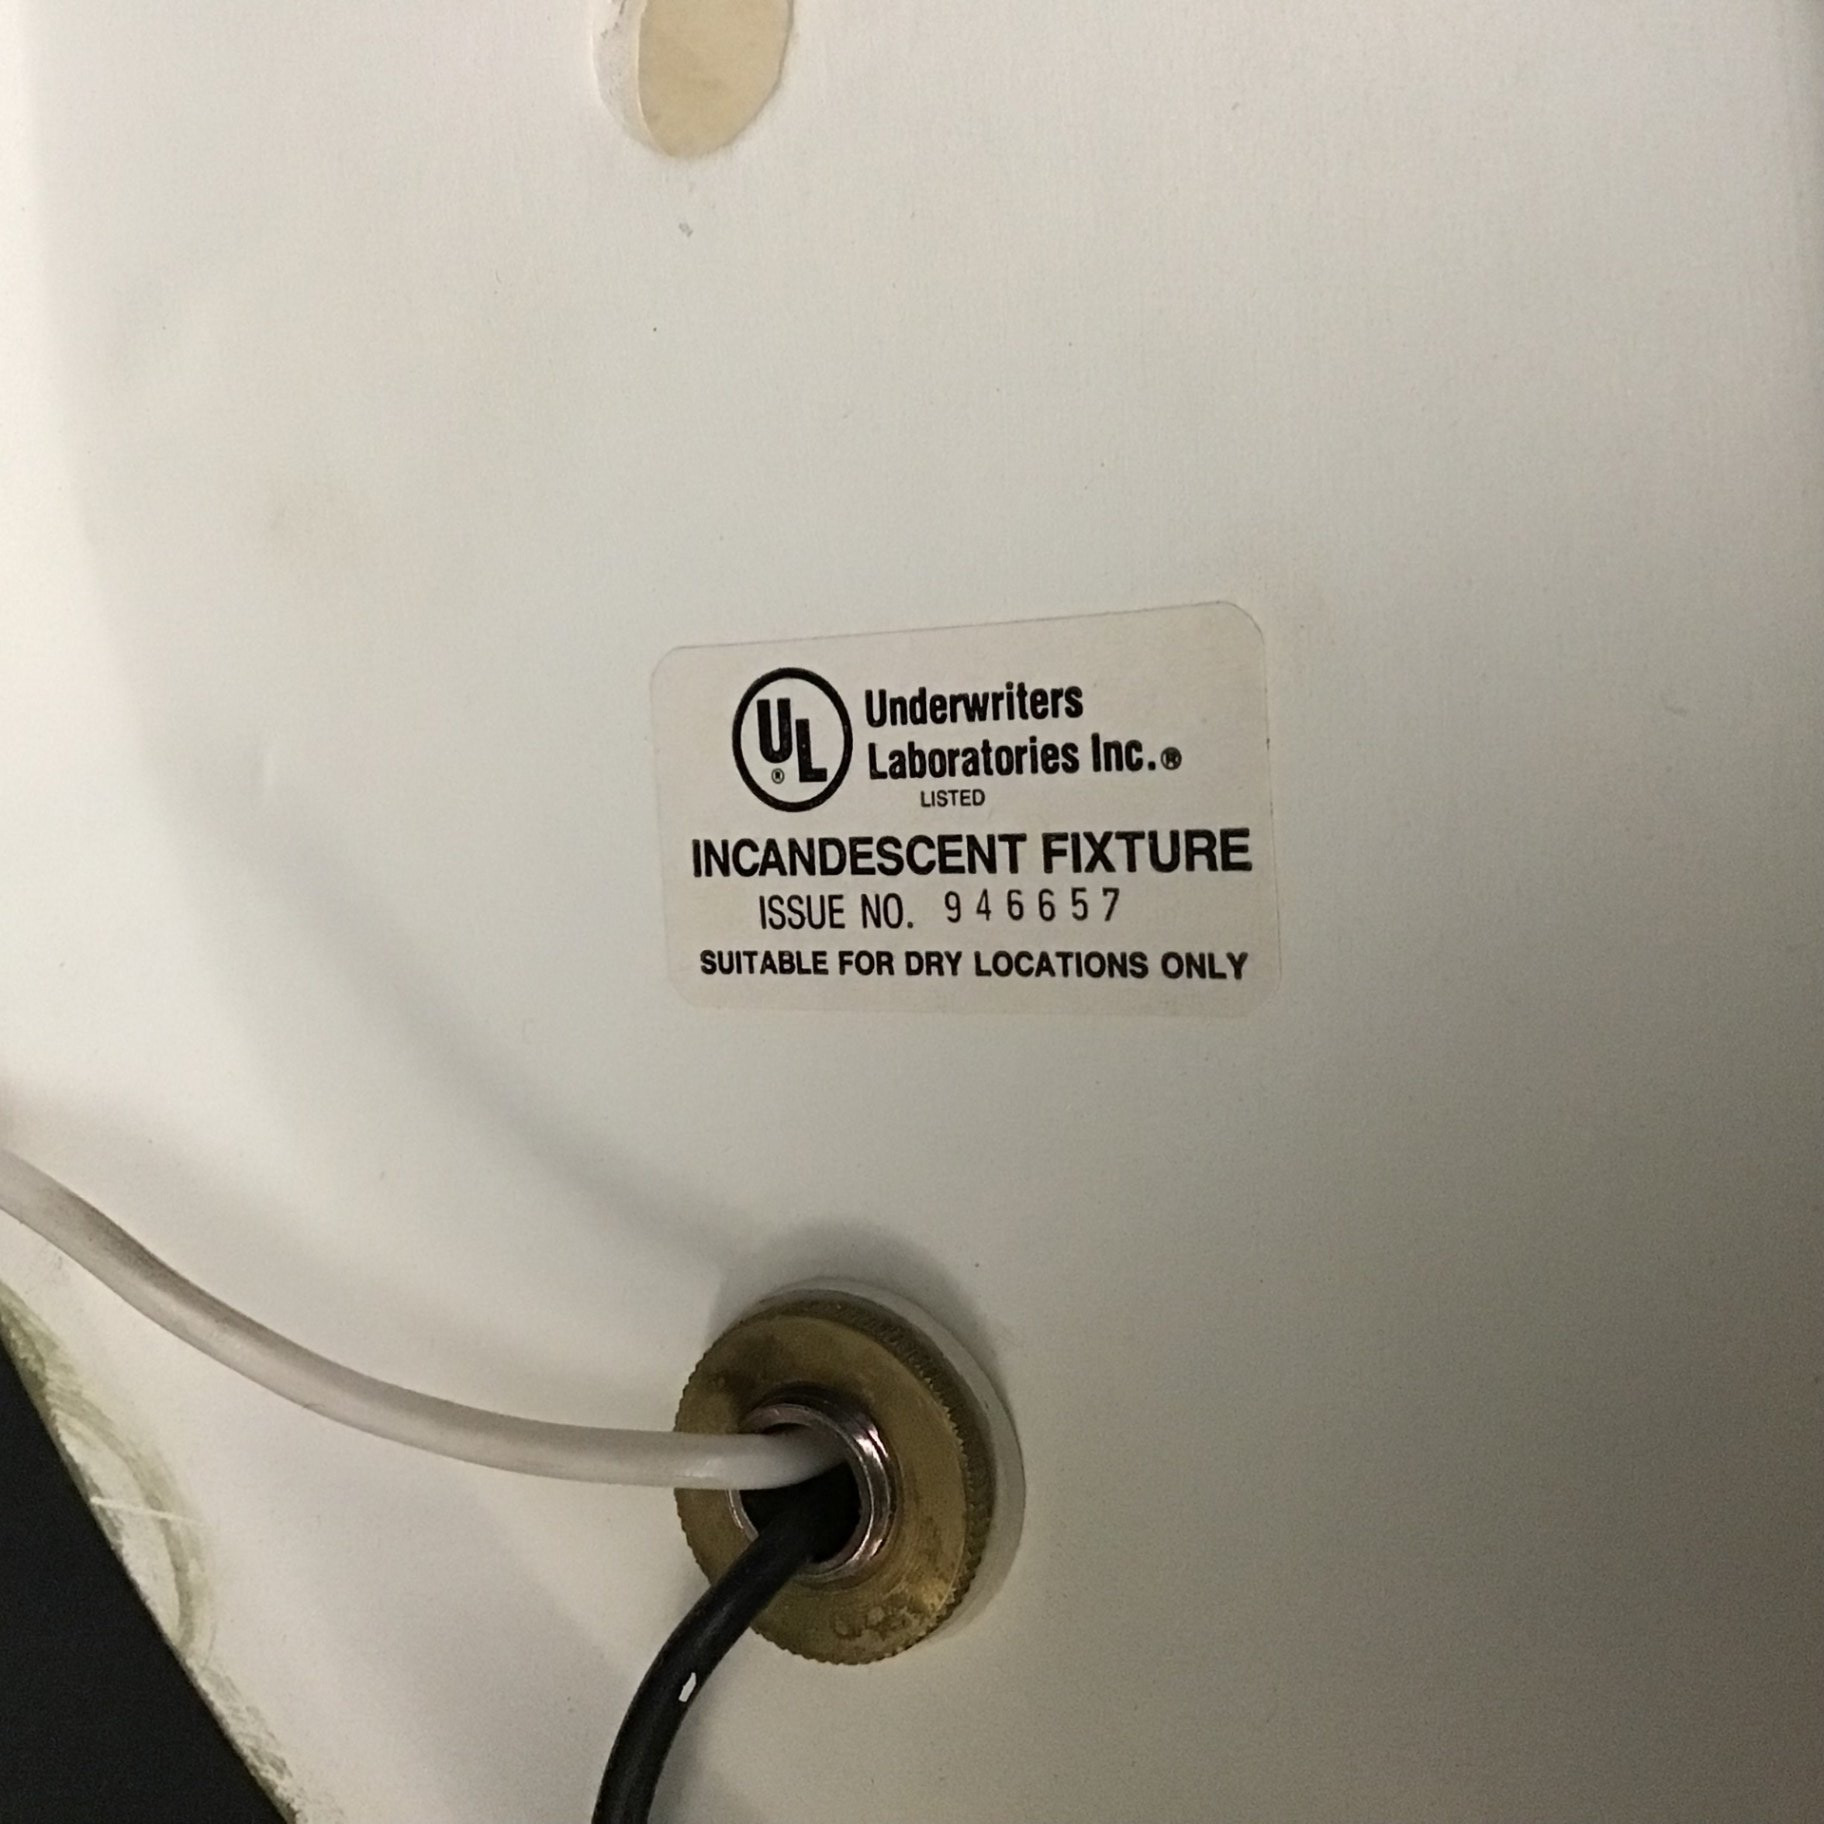 UL®
Underwriters
Laboratories Inc.®
LISTED
INCANDESCENT FIXTURE
ISSUE NO. 946657
SUITABLE FOR DRY LOCATIONS ONLY